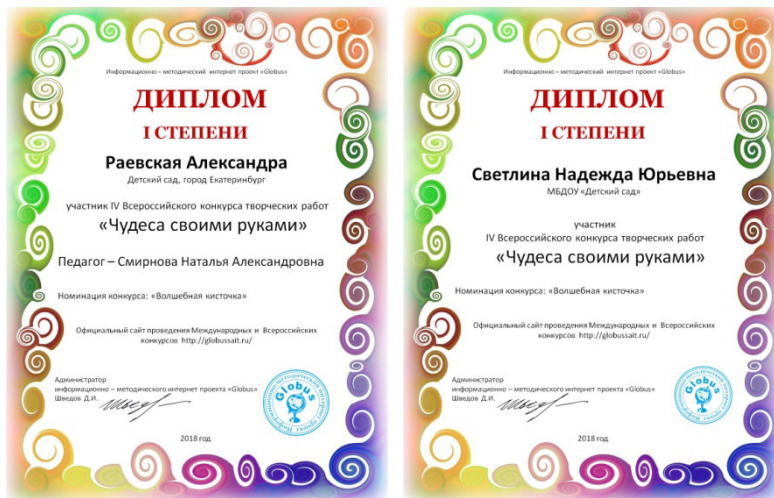 Информационно – методический интернет проект «Globus»
ДИПЛОМ
I СТЕПЕНИ
Раевская Александра
Детский сад, город Екатеринбург
участник IV Всероссийского конкурса творческих работ
«Чудеса своими руками»
Педагог – Смирнова Наталья Александровна
Номинация конкурса: «Волшебная кисточка»
Официальный сайт проведения Международных и Всероссийских
конкурсов http://globussait.ru/
Администратор
информационно – методического интернет проекта «Globus»
Шведов Д.И.
Globus
2018 год
Информационно – методический интернет проект «Globus»
ДИПЛОМ
I СТЕПЕНИ
Светлина Надежда Юрьевна
МБДОУ «Детский сад»
участник
IV Всероссийского конкурса творческих работ
«Чудеса своими руками»
Номинация конкурса: «Волшебная кисточка»
Официальный сайт проведения Международных и Всероссийских
конкурсов http://globussait.ru/
Администратор
информационно – методического интернет проекта «Globus»
Шведов Д.И.
Globus
2018 год